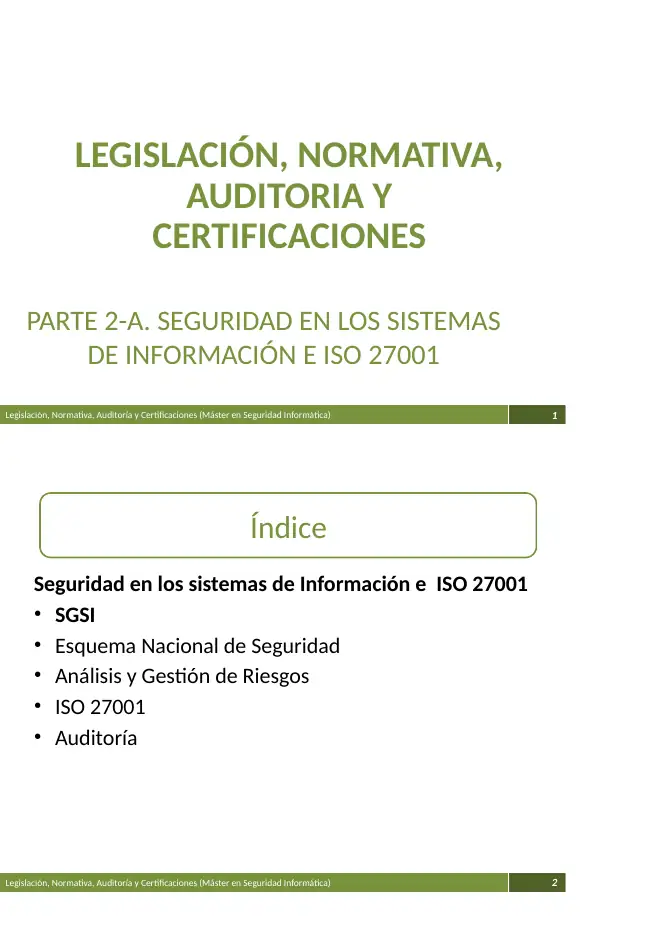 LEGISLACIÓN, NORMATIVA,
AUDITORIA Y
CERTIFICACIONES
PARTE 2-A. SEGURIDAD EN LOS SISTEMAS
DE INFORMACIÓN E ISO 27001
Legislación, Normativa, Auditoría y Certificaciones (Máster en Seguridad Informática)
1
Índice
Seguridad en los sistemas de Información e ISO 27001
• SGSI
• Esquema Nacional de Seguridad
• Análisis y Gestión de Riesgos
• ISO 27001
• Auditoría
Legislación, Normativa, Auditoría y Certificaciones (Máster en Seguridad Informática)
2